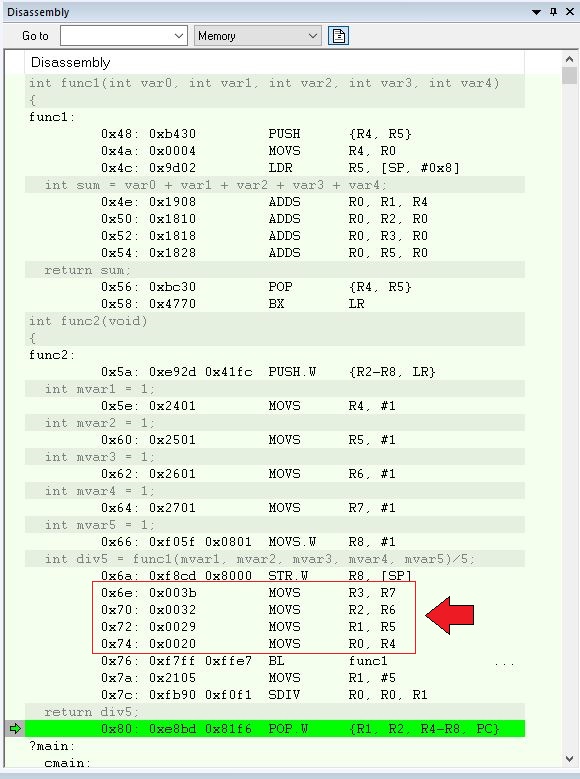 Disassembly
Go to Memory
Disassembly
int func1(int var0, int var1, int var2, int var3, int var4)
{
func1:
0x48: 0xb430 PUSH {R4, R5}
0x4a: 0x0004 MOVS R4, R0
0x4c: 0x9d02 LDR R5, [SP, #0x8]
int sum = var0 + var1 + var2 + var3 + var4;
0x4e: 0x1908 ADDS R0, R1, R4
0x50: 0x1810 ADDS R0, R2, R0
0x52: 0x1818 ADDS R0, R3, R0
0x54: 0x1828 ADDS R0, R5, R0
return sum;
0x56: 0xbc30 POP {R4, R5}
0x58: 0x4770 BX LR
int func2(void)
{
func2:
0x5a: 0xe92d 0x41fc PUSH.W {R2-R8, LR}
int mvar1 = 1;
0x5e: 0x2401 MOVS R4, #1
int mvar2 = 1;
0x60: 0x2501 MOVS R5, #1
int mvar3 = 1;
0x62: 0x2601 MOVS R6, #1
int mvar4 = 1;
0x64: 0x2701 MOVS R7, #1
int mvar5 = 1;
0x66: 0xf05f 0x0801 MOVS.W R8, #1
int div5 = func1(mvar1, mvar2, mvar3, mvar4, mvar5)/5;
0x6a: 0xf8cd 0x8000 STR.W R8, [SP]
0x6e: 0x003b MOVS R3, R7
0x70: 0x0032 MOVS R2, R6
0x72: 0x0029 MOVS R1, R5
0x74: 0x0020 MOVS R0, R4
0x76: 0xf7ff 0xffe7 BL func1 ...
0x7a: 0x2105 MOVS R1, #5
0x7c: 0xfb90 0xf0f1 SDIV R0, R0, R1
return div5;
0x80: 0xe8bd 0x81f6 POP.W {R1, R2, R4-R8, PC}
?main:
cmain: